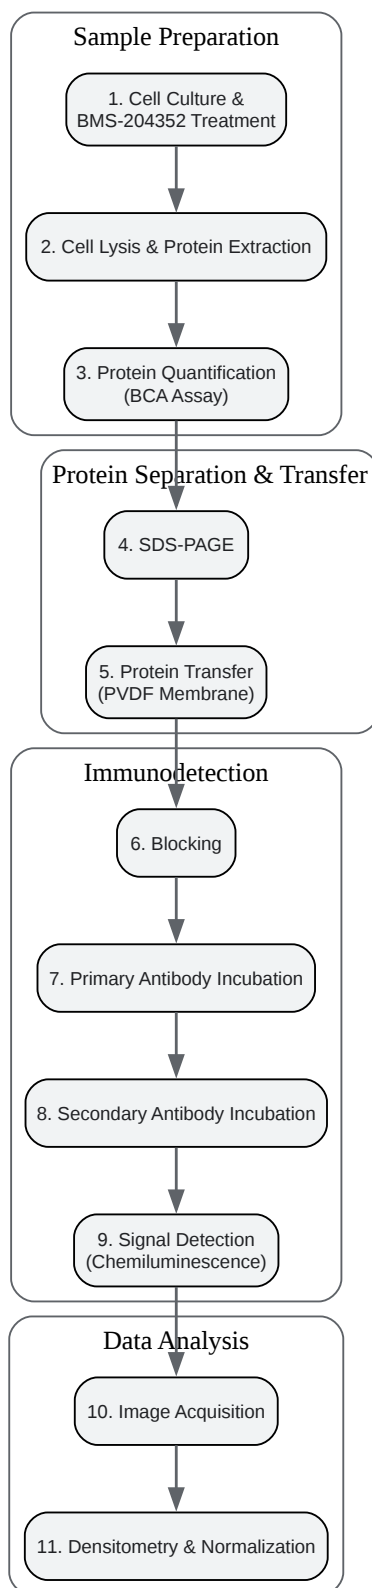 Sample Preparation
1. Cell Culture &
BMS-204352 Treatment
2. Cell Lysis & Protein Extraction
3. Protein Quantification
(BCA Assay)
Protein Separation & Transfer
4. SDS-PAGE
5. Protein Transfer
(PVDF Membrane)
Immunodetection
6. Blocking
7. Primary Antibody Incubation
8. Secondary Antibody Incubation
9. Signal Detection
(Chemiluminescence)
Data Analysis
10. Image Acquisition
11. Densitometry & Normalization